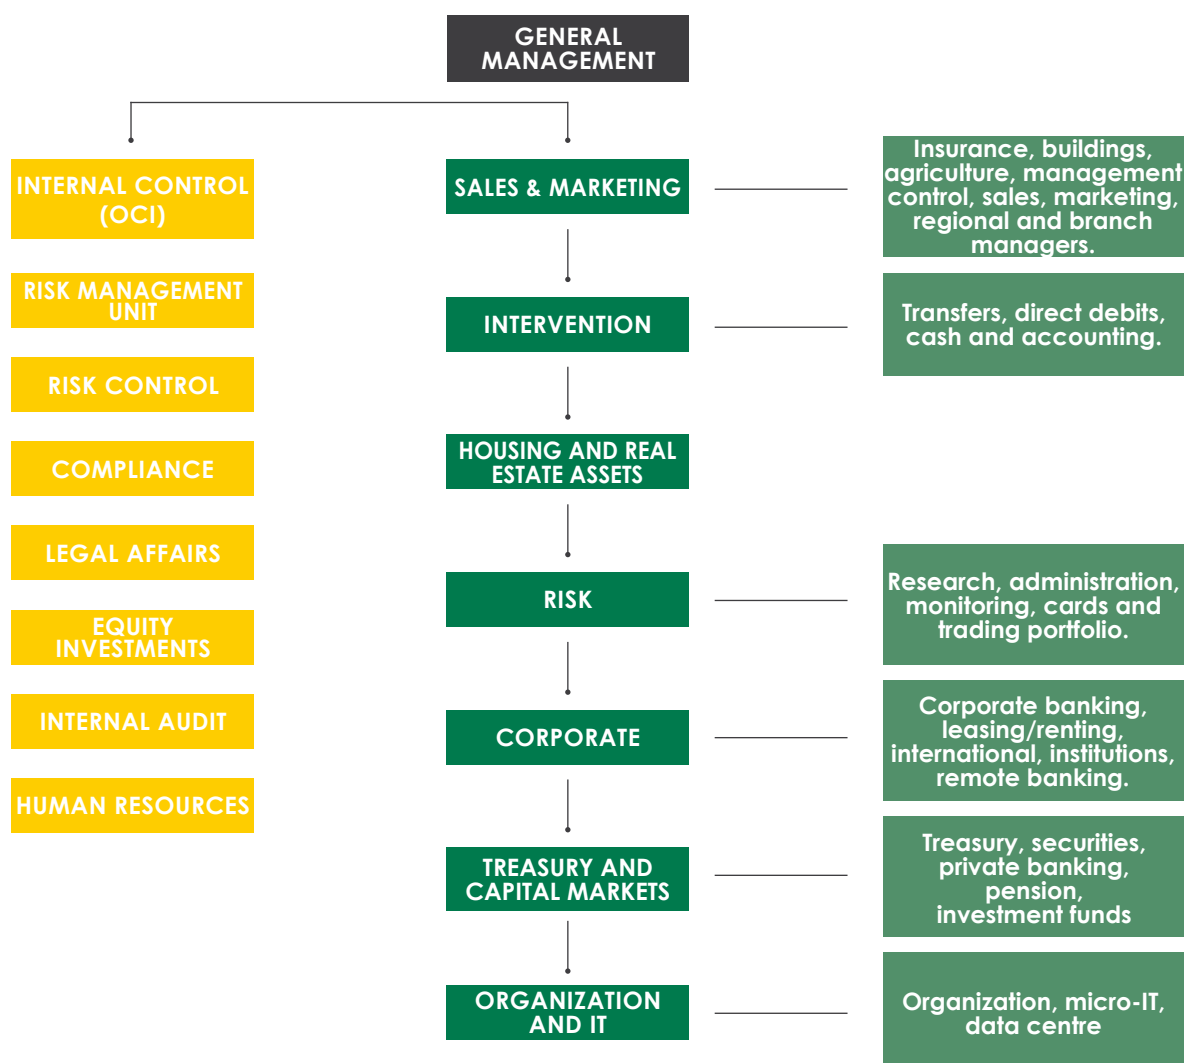 GENERAL
MANAGEMENT
INTERNAL CONTROL
(OCI)
RISK MANAGEMENT
UNIT
RISK CONTROL
COMPLIANCE
LEGAL AFFAIRS
EQUITY
INVESTMENTS
INTERNAL AUDIT
HUMAN RESOURCES
SALES & MARKETING
Insurance, buildings,
agriculture, management
control, sales, marketing,
regional and branch
managers.
INTERVENTION
Transfers, direct debits,
cash and accounting.
HOUSING AND REAL
ESTATE ASSETS
RISK
Research, administration,
monitoring, cards and
trading portfolio.
CORPORATE
Corporate banking,
leasing/renting,
international, institutions,
remote banking.
TREASURY AND
CAPITAL MARKETS
Treasury, securities,
private banking,
pension,
investment funds
ORGANIZATION
AND IT
Organization, micro-IT,
data centre